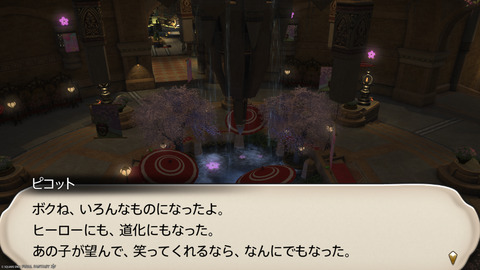 ピコット
ボクね、いろんなものになったよ。
ヒーローにも、道化にもなった。
あの子が望んで、笑ってくれるなら、なんにでもなった。